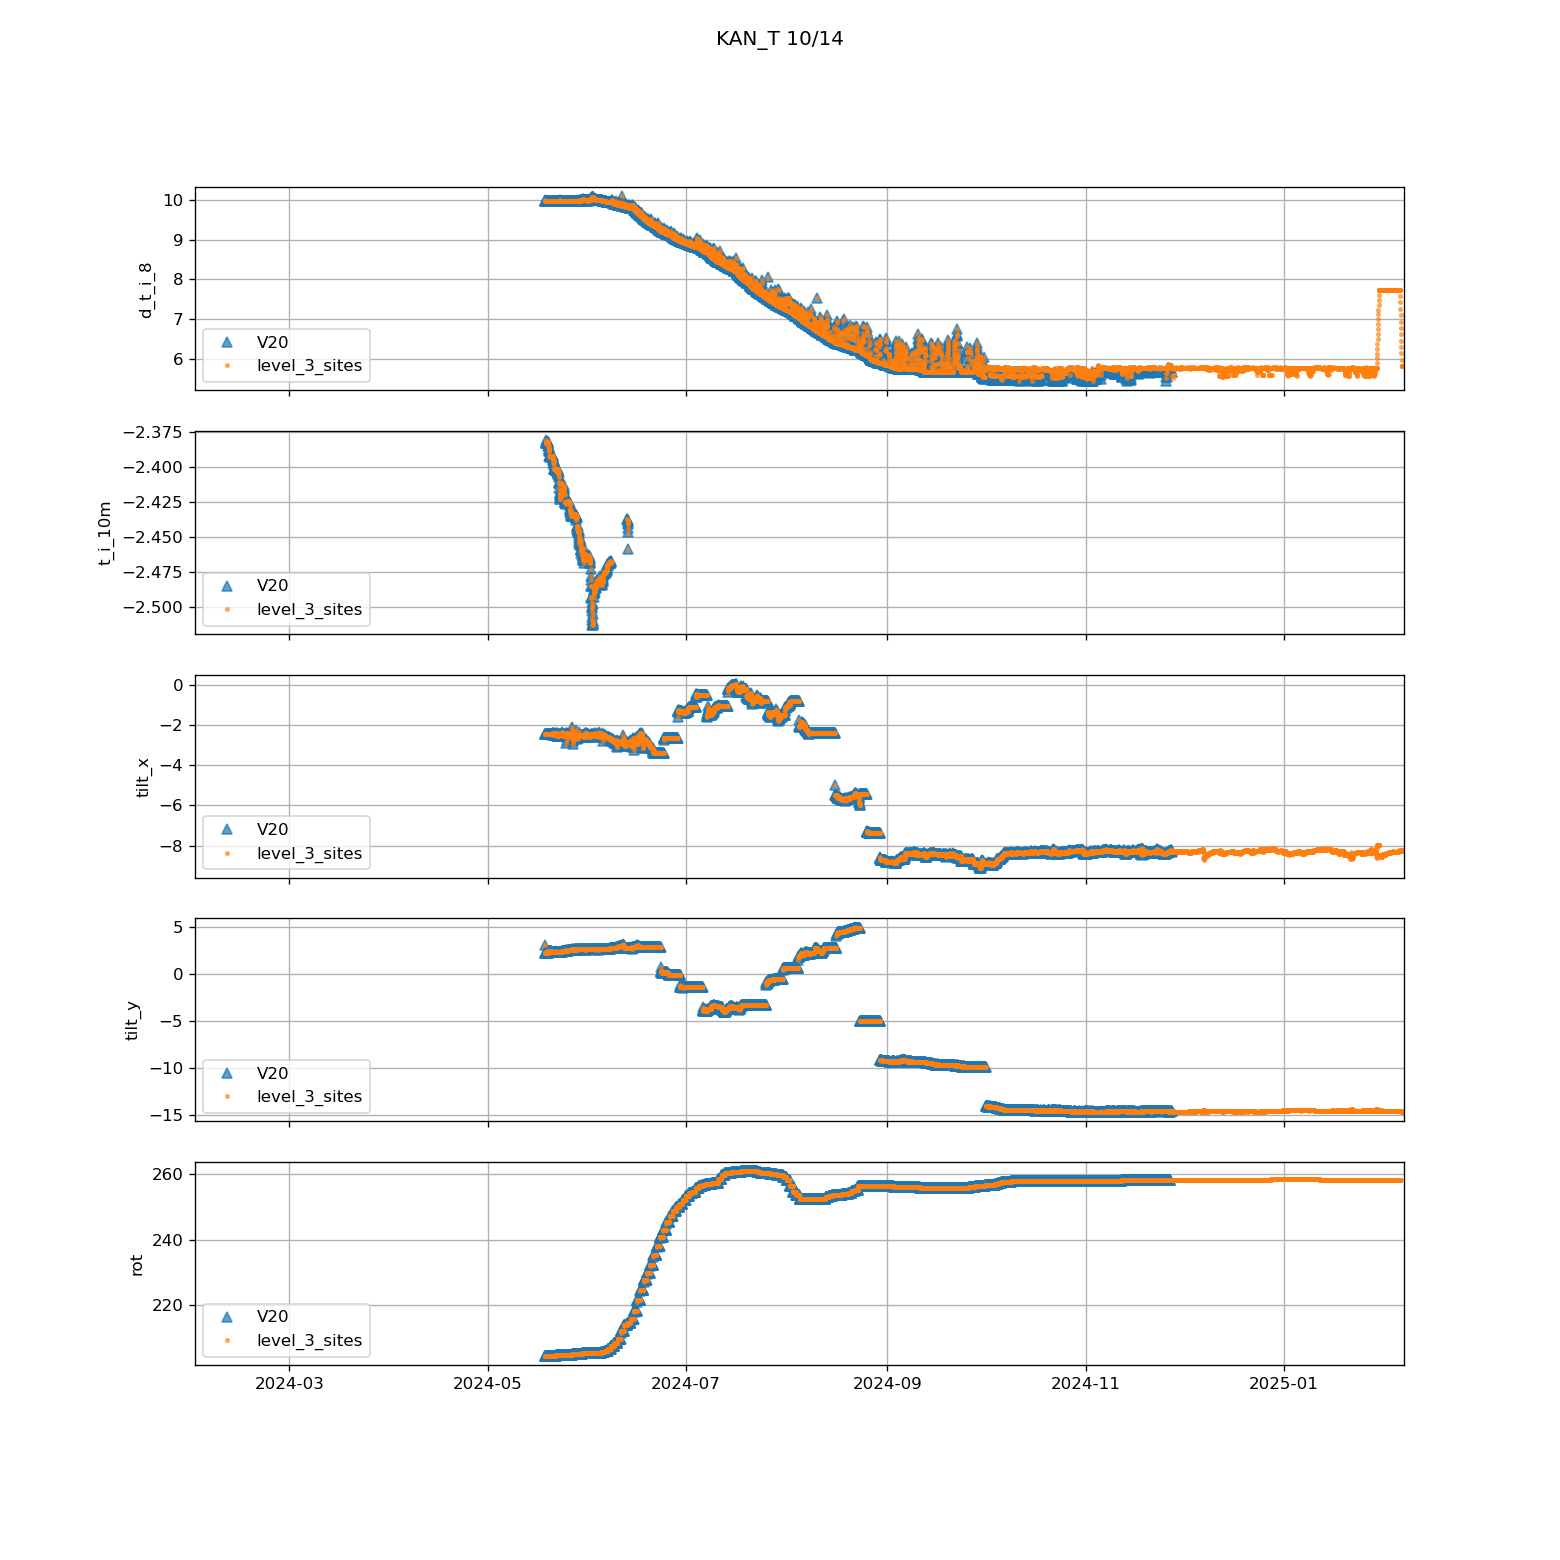 KAN_T 10/14
10
9
8
7
6
d_t_i_8
V20
level_3_sites
−2.375
−2.400
−2.425
−2.450
−2.475
−2.500
t_i_10m
V20
level_3_sites
0
−2
−4
−6
−8
tilt_x
V20
level_3_sites
5
0
−5
−10
−15
tilt_y
V20
level_3_sites
260
240
220
rot
V20
level_3_sites
2024-03 2024-05 2024-07 2024-09 2024-11 2025-01